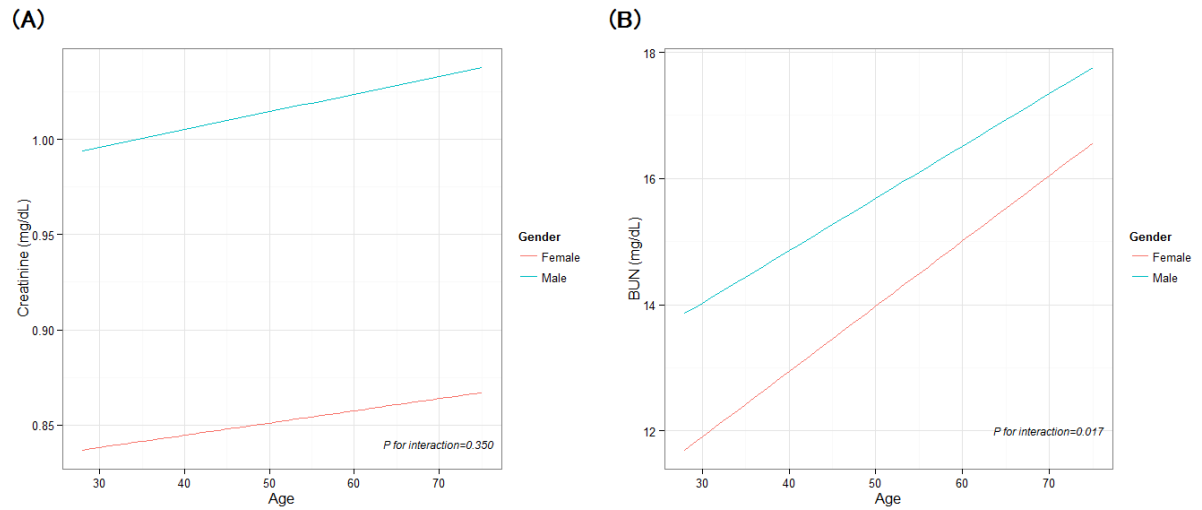 (A)
Creatinine (mg/dL)
1.00
0.95
0.90
0.85
30 40 50 60 70
Age
P for interaction=0.350
Gender
Female
Male
(B)
BUN (mg/dL)
18
16
14
12
30 40 50 60 70
Age
P for interaction=0.017
Gender
Female
Male